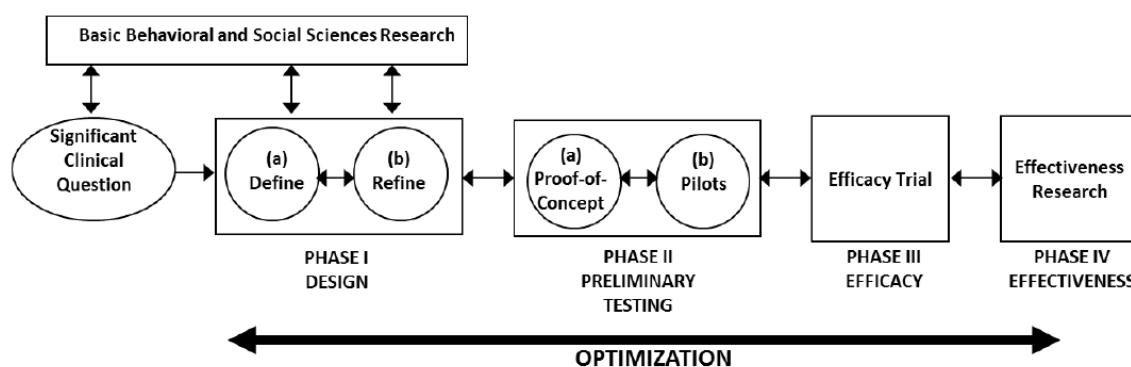 Basic Behavioral and Social Sciences Research
Significant
Clinical
Question
(a)
Define
(b)
Refine
(a)
Proof-of-
Concept
(b)
Pilots
Efficacy Trial
Effectiveness
Research
PHASE I
DESIGN
PHASE II
PRELIMINARY
TESTING
PHASE III
EFFICACY
PHASE IV
EFFECTIVENESS
OPTIMIZATION